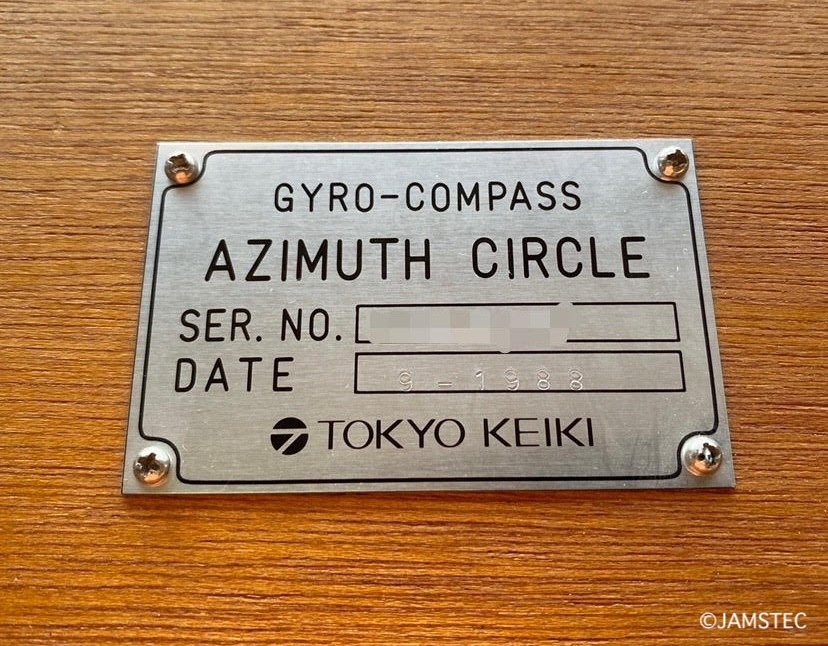 GYRO-COMPASS
AZIMUTH CIRCLE
SER. NO.
DATE 9-1988
TOKYO KEIKI
©JAMSTEC